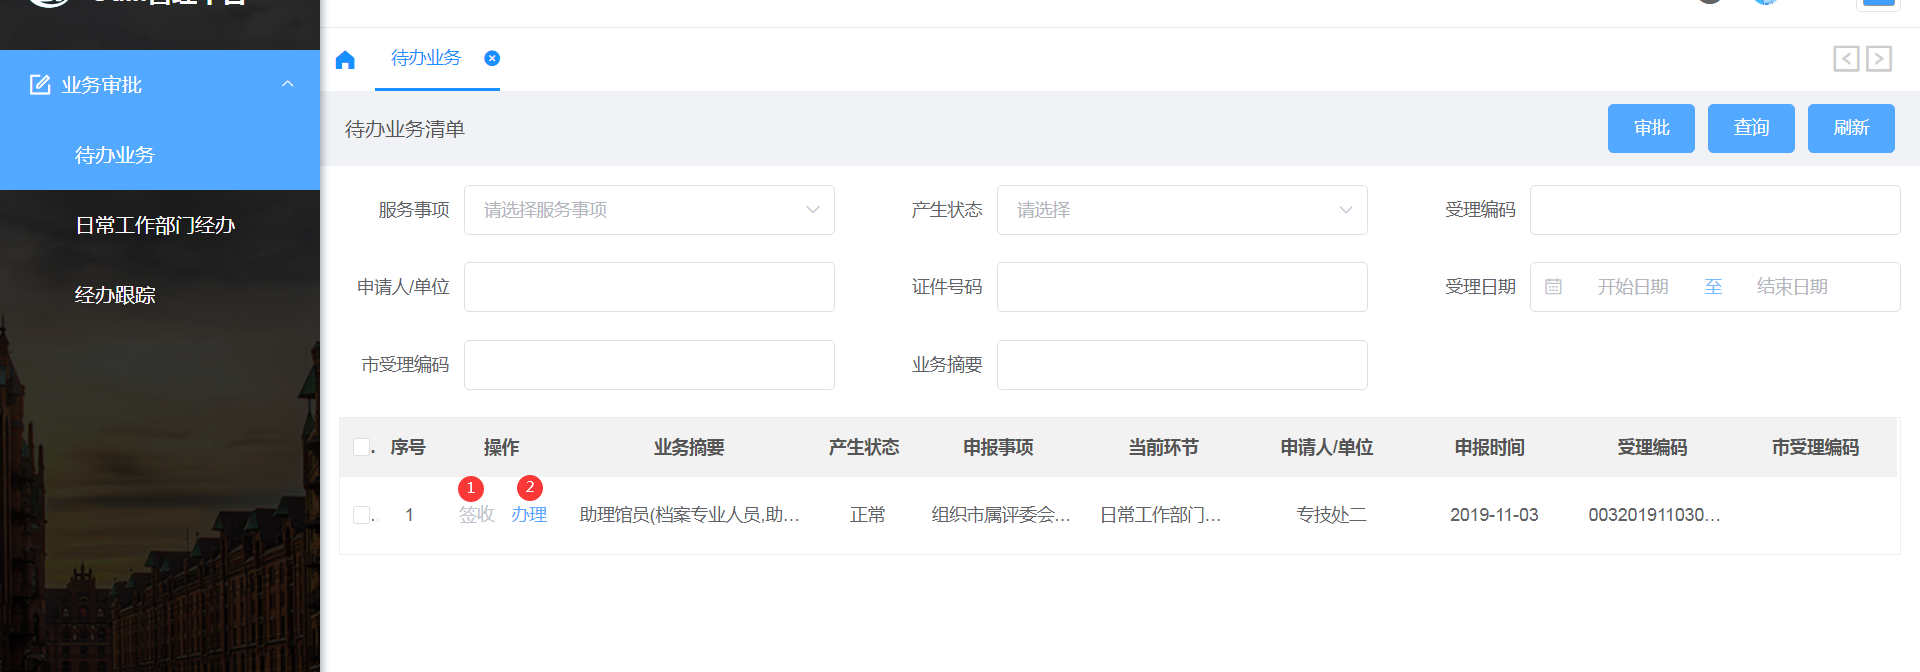 业务审批
待办业务
日常工作部门经办
经办跟踪
待办业务
待办业务清单
审批 查询 刷新
服务事项 请选择服务事项 产生状态 请选择 受理编码
申请人/单位 证件号码 受理日期 开始日期 至 结束日期
市受理编码 业务摘要
序号 操作 业务摘要 产生状态 申报事项 当前环节 申请人/单位 申报时间 受理编码 市受理编码
1 2
1 签收 办理 助理馆员(档案专业人员,助... 正常 组织市属评委会... 日常工作部门... 专技处二 2019-11-03 003201911030...